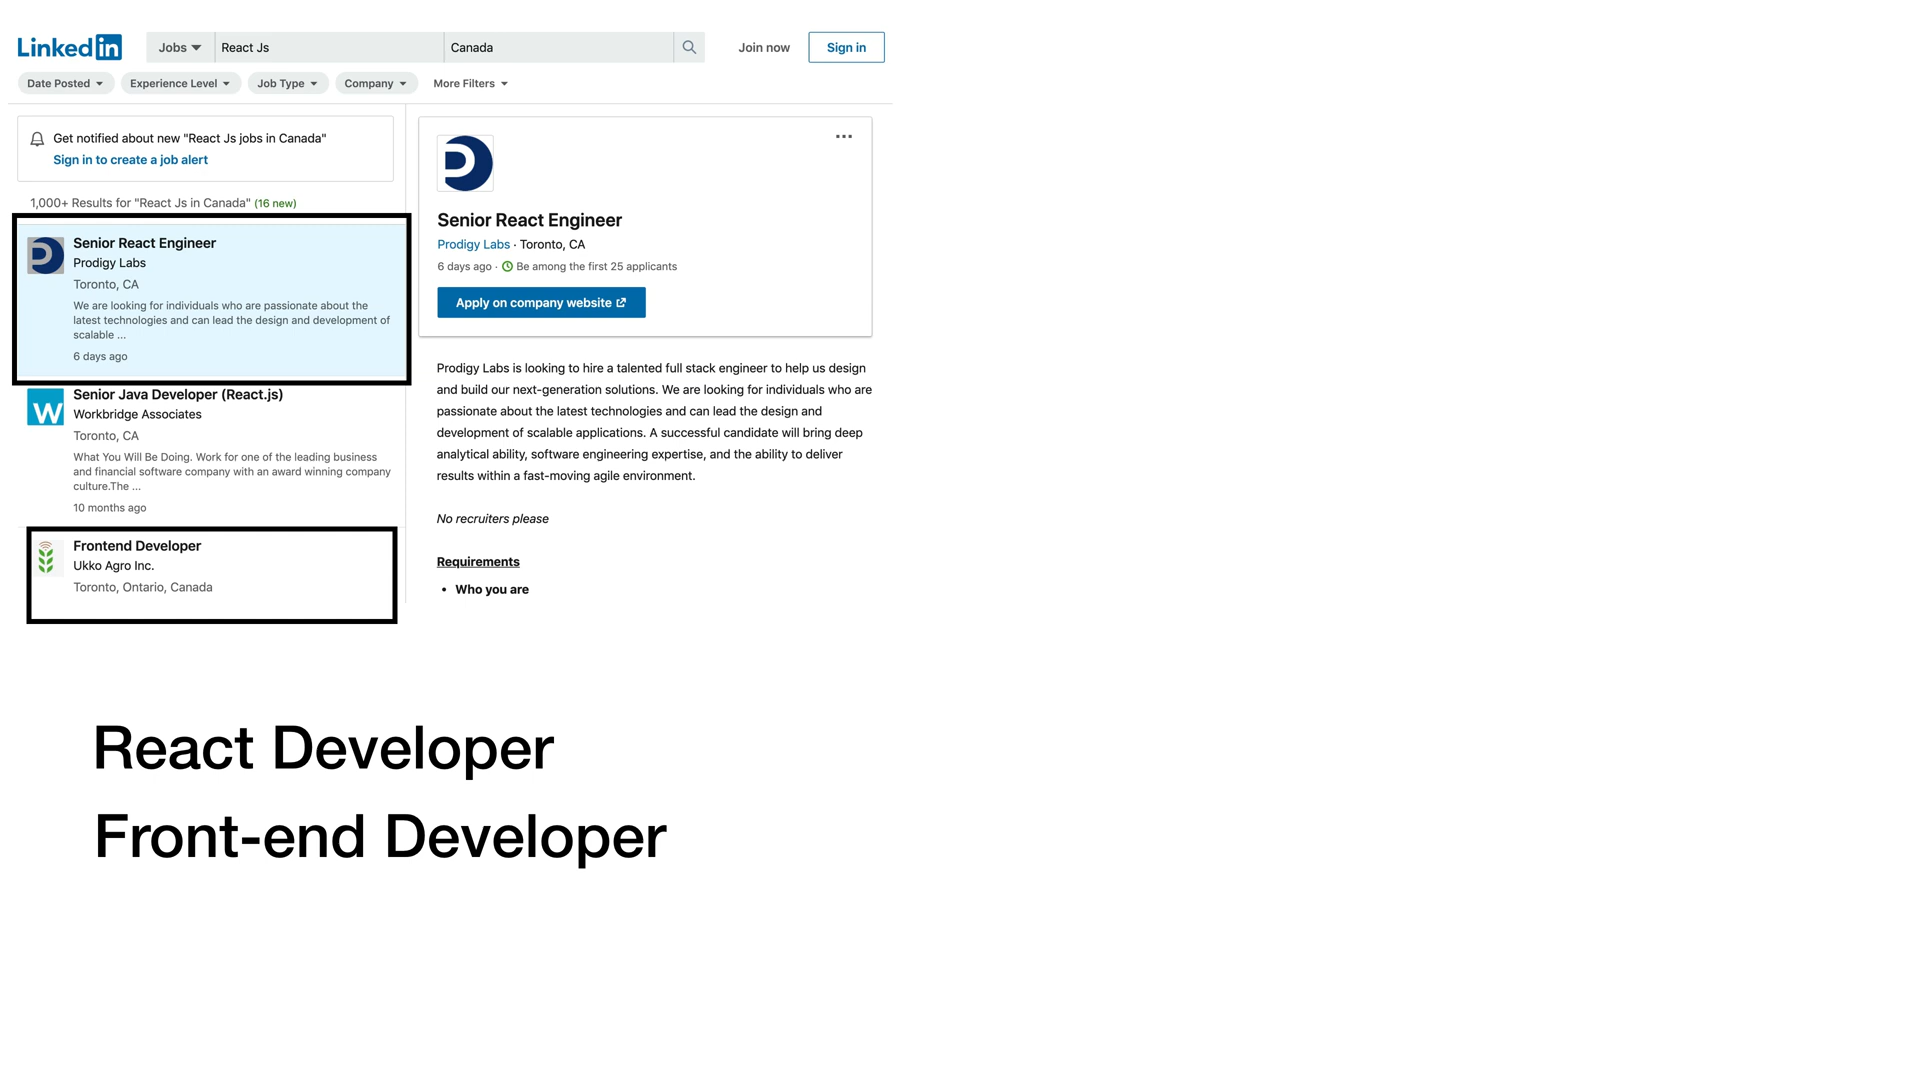 Linkedin
Jobs
React Js
Canada
Join now
Sign in
Date Posted
Experience Level
Job Type
Company
More Filters
Get notified about new "React Js jobs in Canada"
Sign in to create a job alert
1,000+ Results for "React Js in Canada" (16 new)
Senior React Engineer
Prodigy Labs
Toronto, CA
We are looking for individuals who are passionate about the
latest technologies and can lead the design and development of
scalable ...
6 days ago
Senior Java Developer (React.js)
Workbridge Associates
Toronto, CA
What You Will Be Doing. Work for one of the leading business
and financial software company with an award winning company
culture.The ...
10 months ago
Frontend Developer
Ukko Agro Inc.
Toronto, Ontario, Canada
Senior React Engineer
Prodigy Labs · Toronto, CA
6 days ago · Be among the first 25 applicants
Apply on company website
Prodigy Labs is looking to hire a talented full stack engineer to help us design
and build our next-generation solutions. We are looking for individuals who are
passionate about the latest technologies and can lead the design and
development of scalable applications. A successful candidate will bring deep
analytical ability, software engineering expertise, and the ability to deliver
results within a fast-moving agile environment.
No recruiters please
Requirements
• Who you are
React Developer
Front-end Developer